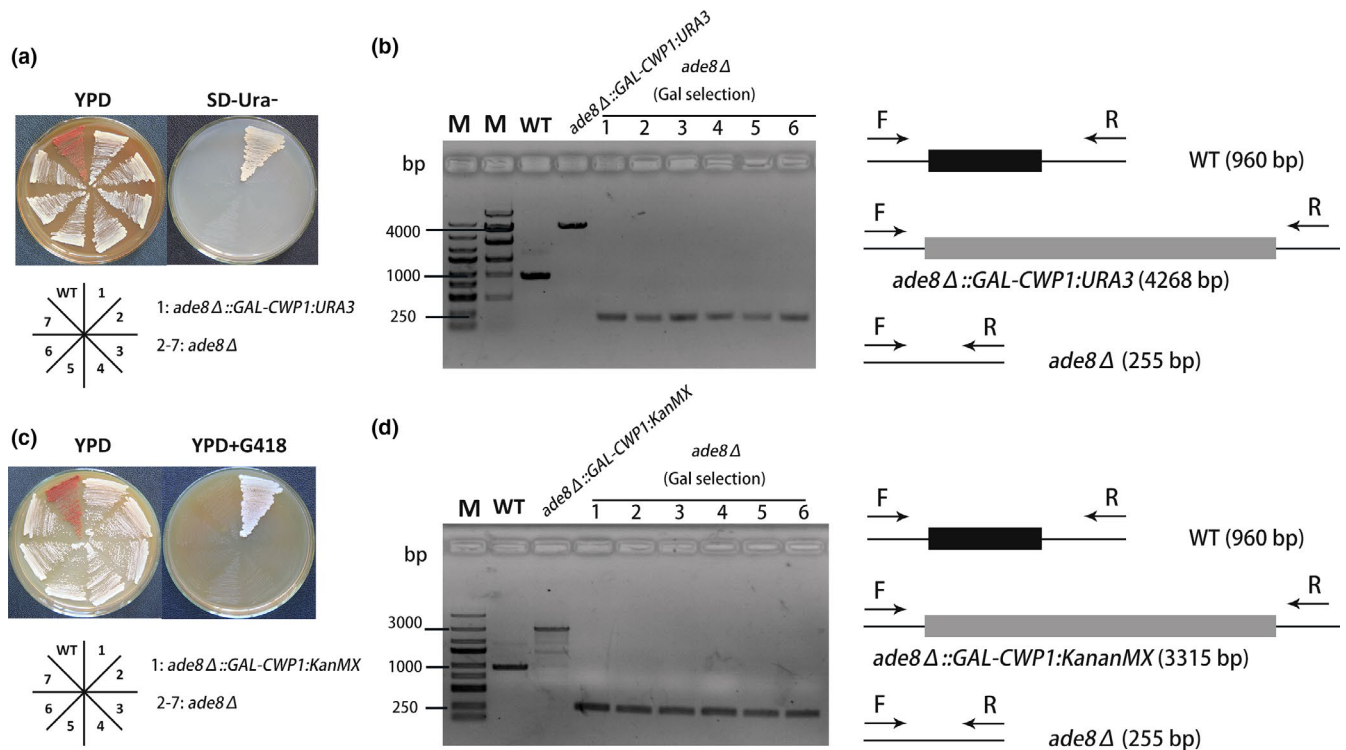 (a)
YPD SD-Ura-
WT 1
7 2
6 3
5 4
1: ade8Δ::GAL-CWP1:URA3
2-7: ade8Δ
(b)
ade8Δ::GAL-CWP1:URA3
ade8Δ
(Gal selection)
M M WT 1 2 3 4 5 6
bp
4000
1000
250
F R
WT (960 bp)
F R
ade8Δ::GAL-CWP1:URA3 (4268 bp)
F R
ade8Δ (255 bp)
(c)
YPD YPD+G418
WT 1
7 2
6 3
5 4
1: ade8Δ::GAL-CWP1:KanMX
2-7: ade8Δ
(d)
ade8Δ::GAL-CWP1:KanMX
ade8Δ
(Gal selection)
M WT 1 2 3 4 5 6
bp
3000
1000
250
F R
WT (960 bp)
F R
ade8Δ::GAL-CWP1:KananMX (3315 bp)
F R
ade8Δ (255 bp)